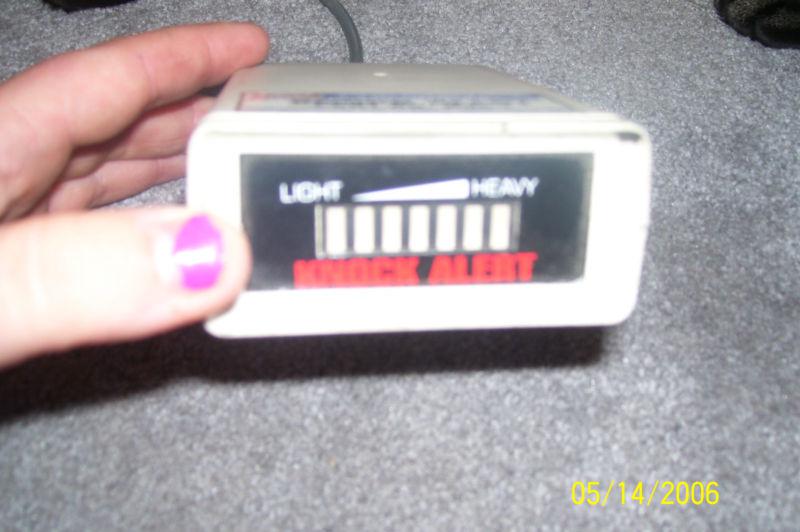 LIGHT HEAVY
KNOCK ALERT
05/14/2006